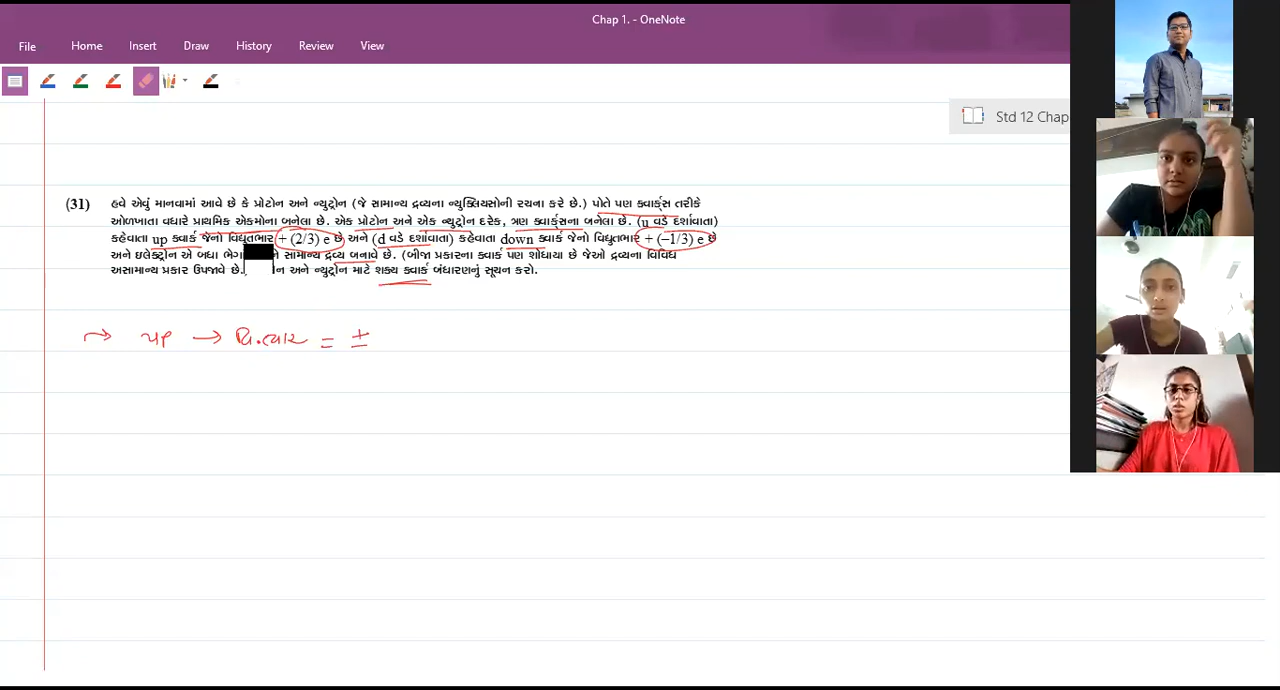 Chap 1. - OneNote
File Home Insert Draw History Review View
Std 12 Chap
(31) હવે એવું માનવામાં આવે છે કે પ્રોટોન અને ન્યુટ્રોન (જે સામાન્ય દ્રવ્યના ન્યુક્લિયસોની રચના કરે છે.) પોતે પણ ક્વાર્ક્સ તરીકે
ઓળખાતા વધારે પ્રાથમિક એકમોના બનેલા છે. એક પ્રોટોન અને એક ન્યુટ્રોન દરેક, ત્રણ ક્વાર્ક્સના બનેલા છે. (u વડે દર્શાવાતા)
કહેવાતા up ક્વાર્ક જેનો વિદ્યુતભાર + (2/3) e છે અને (d વડે દર્શાવાતા) કહેવાતા down ક્વાર્ક જેનો વિદ્યુતભાર + (–1/3) e છે
અને ઇલેક્ટ્રોન એ બધા ભેગા ને સામાન્ય દ્રવ્ય બનાવે છે. (બીજા પ્રકારના ક્વાર્ક પણ શોધાયા છે જેઓ દ્રવ્યના વિવિધ
અસામાન્ય પ્રકાર ઉપજાવે છે. ન અને ન્યુટ્રોન માટે શક્ય ક્વાર્ક બંધારણનું સૂચન કરો.
→ → વિ.ભાર = +